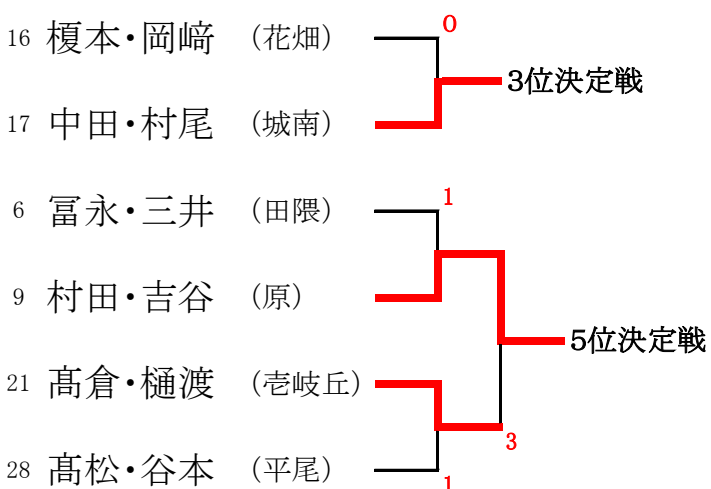 16 榎本・岡﨑 （花畑）
0
3位決定戦
17 中田・村尾 （城南）
6 冨永・三井 （田隈）
1
9 村田・吉谷 （原）
5位決定戦
21 髙倉・樋渡 （壱岐丘）
3
28 髙松・谷本 （平尾）
1